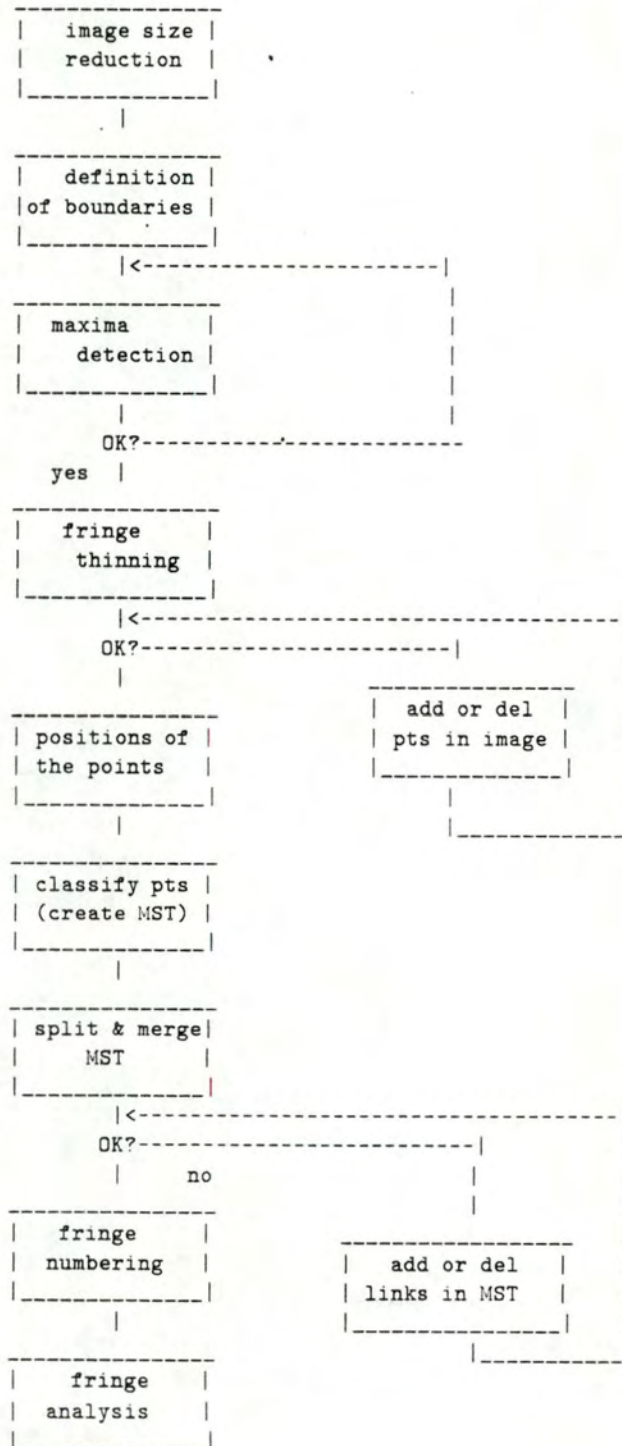 image size
reduction
definition
of boundaries
maxima
detection
OK?
yes
fringe
thinning
OK?
positions of
the points
add or del
pts in image
classify pts
(create MST)
split & merge
MST
OK?
no
fringe
numbering
add or del
links in MST
fringe
analysis